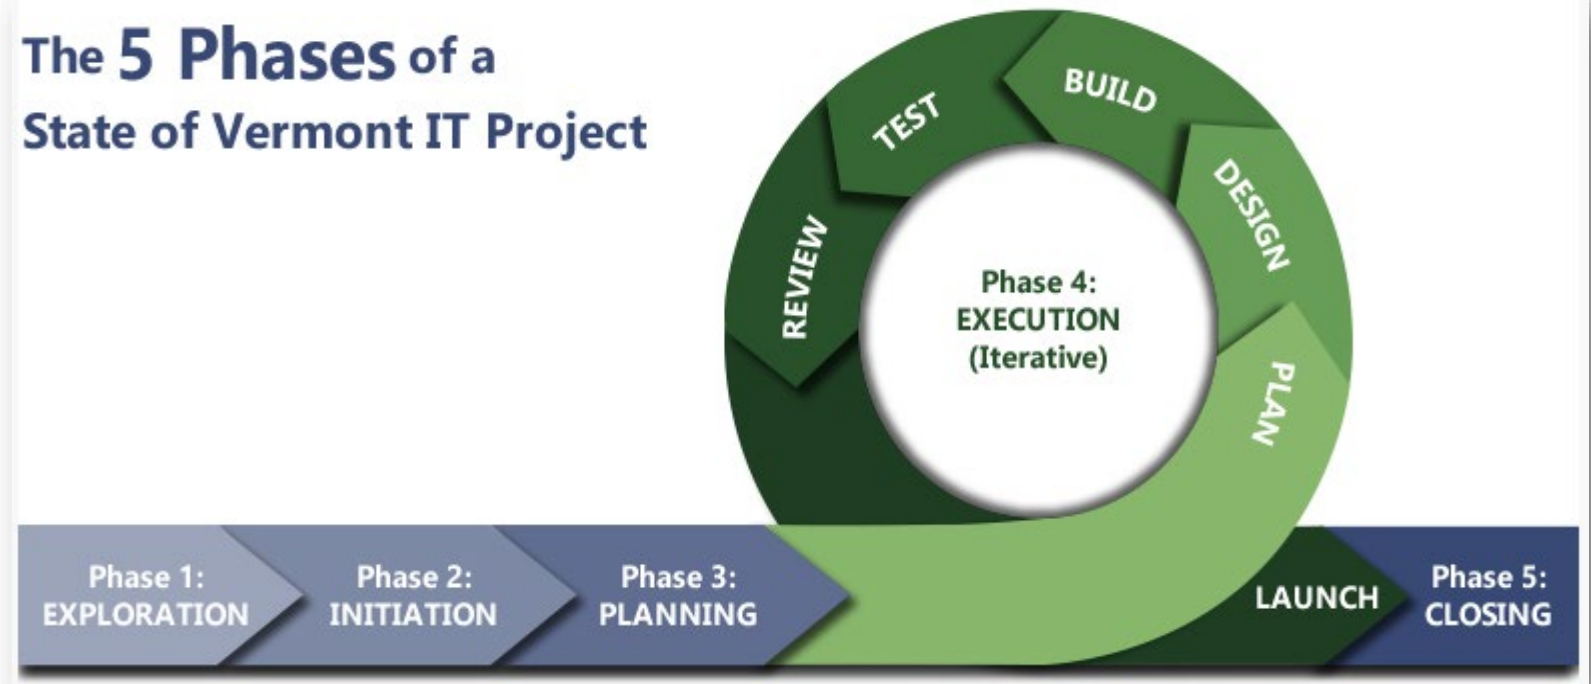 The 5 Phases of a
State of Vermont IT Project
BUILD
TEST
DESIGN
REVIEW
Phase 4:
EXECUTION
(Iterative)
PLAN
Phase 1:
EXPLORATION
Phase 2:
INITIATION
Phase 3:
PLANNING
LAUNCH
Phase 5:
CLOSING